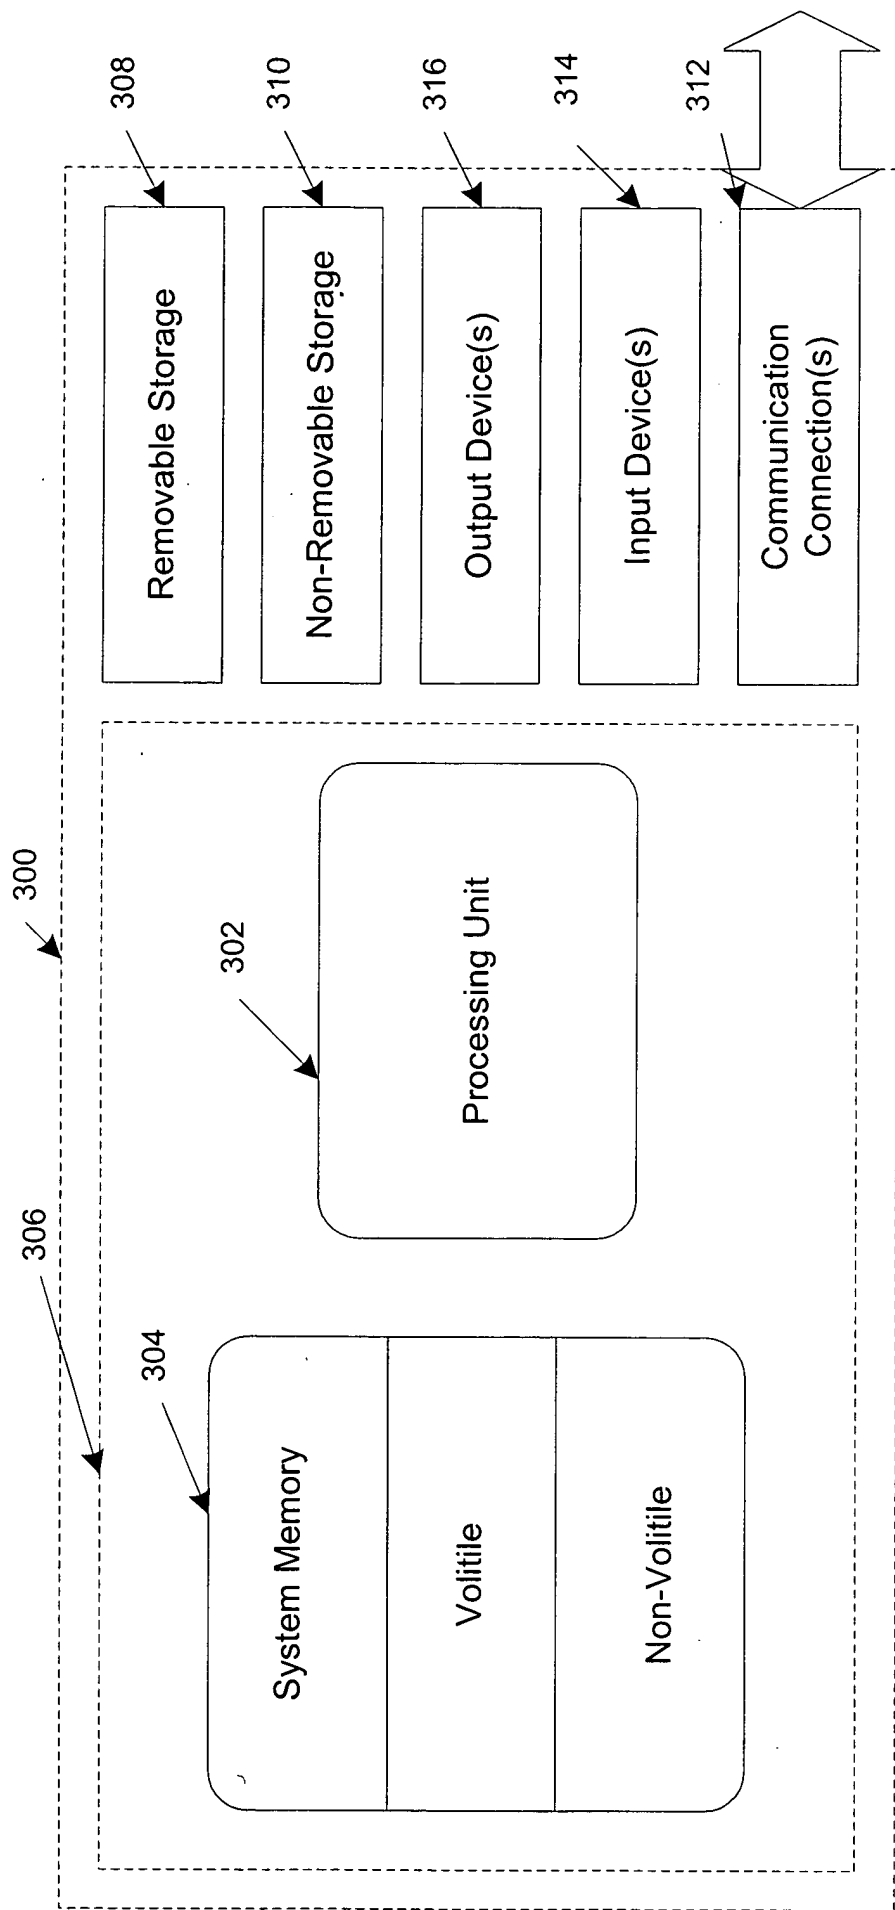 300
306
304
System Memory
Volitile
Non-Volitile
302
Processing Unit
308
Removable Storage
310
Non-Removable Storage
316
Output Device(s)
314
Input Device(s)
312
Communication
Connection(s)